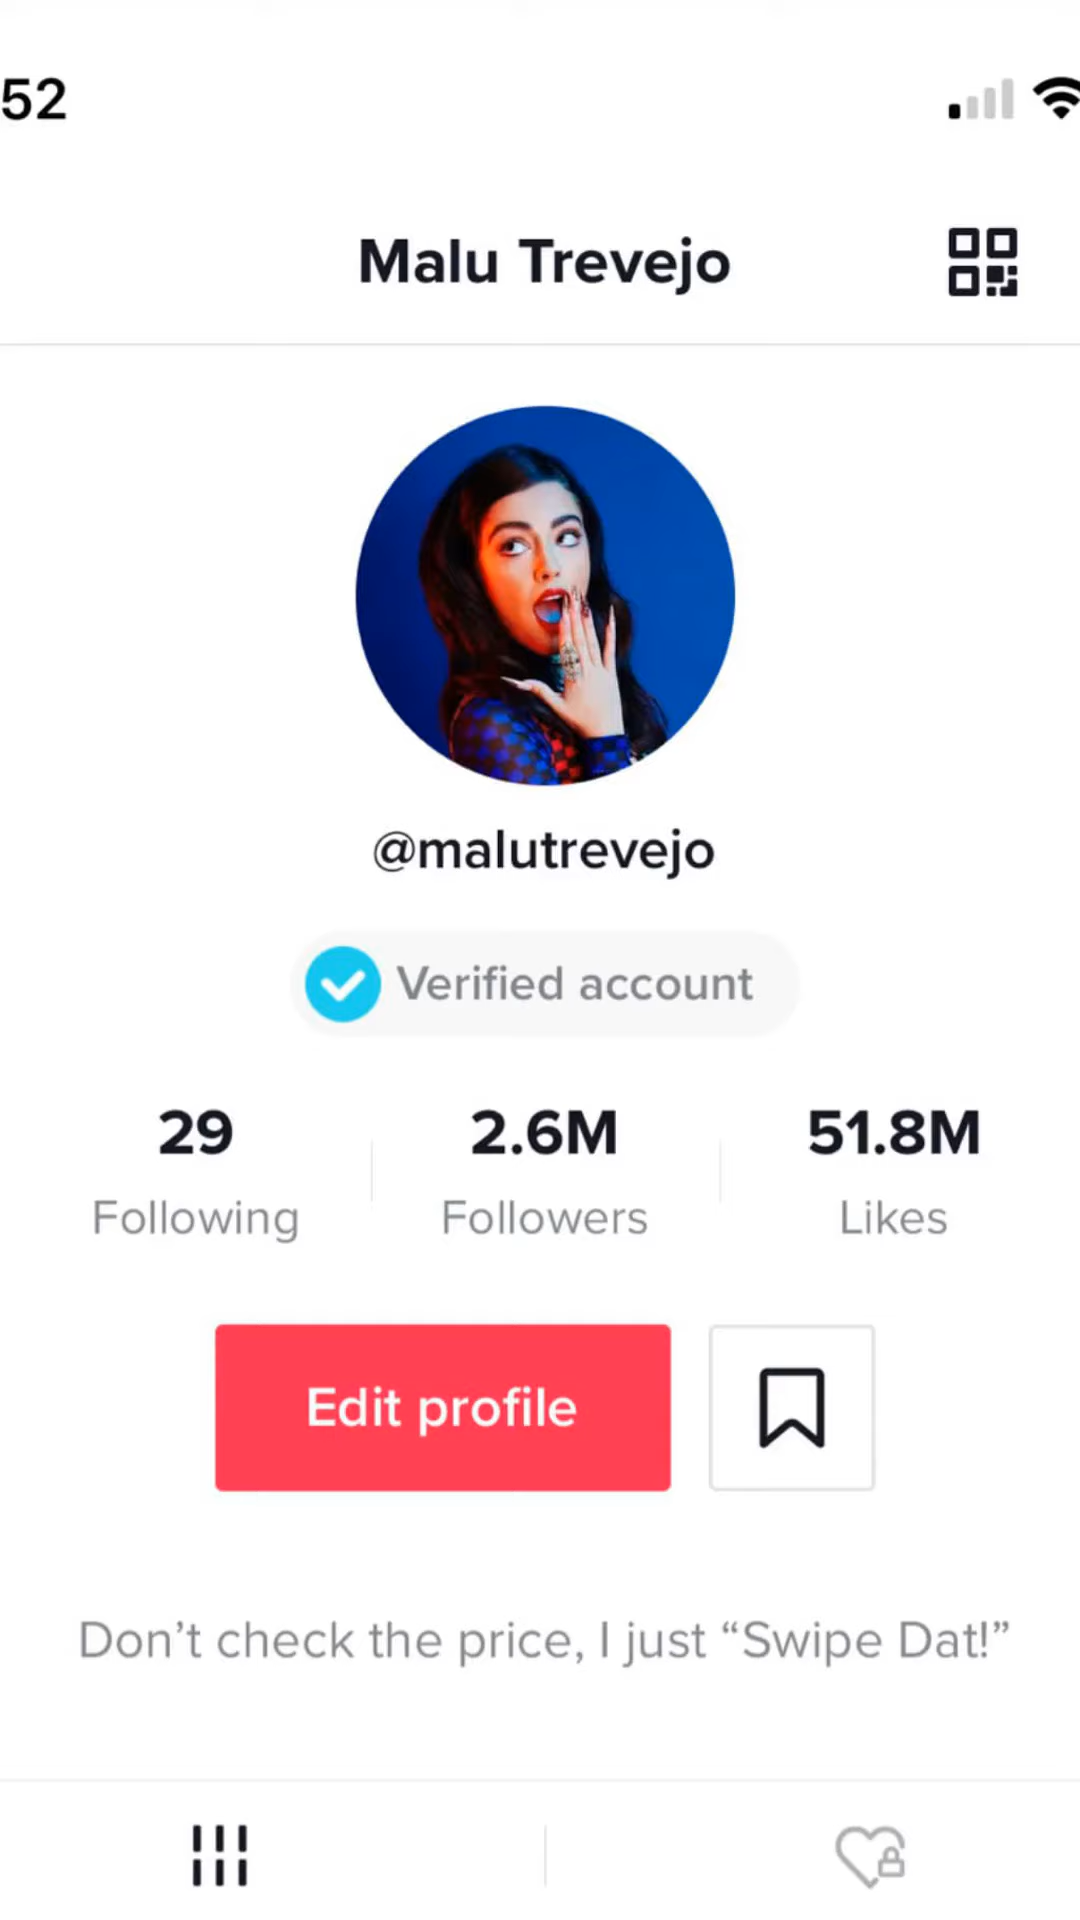 52
Malu Trevejo
@malutrevejo
Verified account
29 2.6M 51.8M
Following Followers Likes
Edit profile
Don’t check the price, I just “Swipe Dat!”